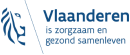 Vlaanderen
is zorgzaam en
gezond samenleven